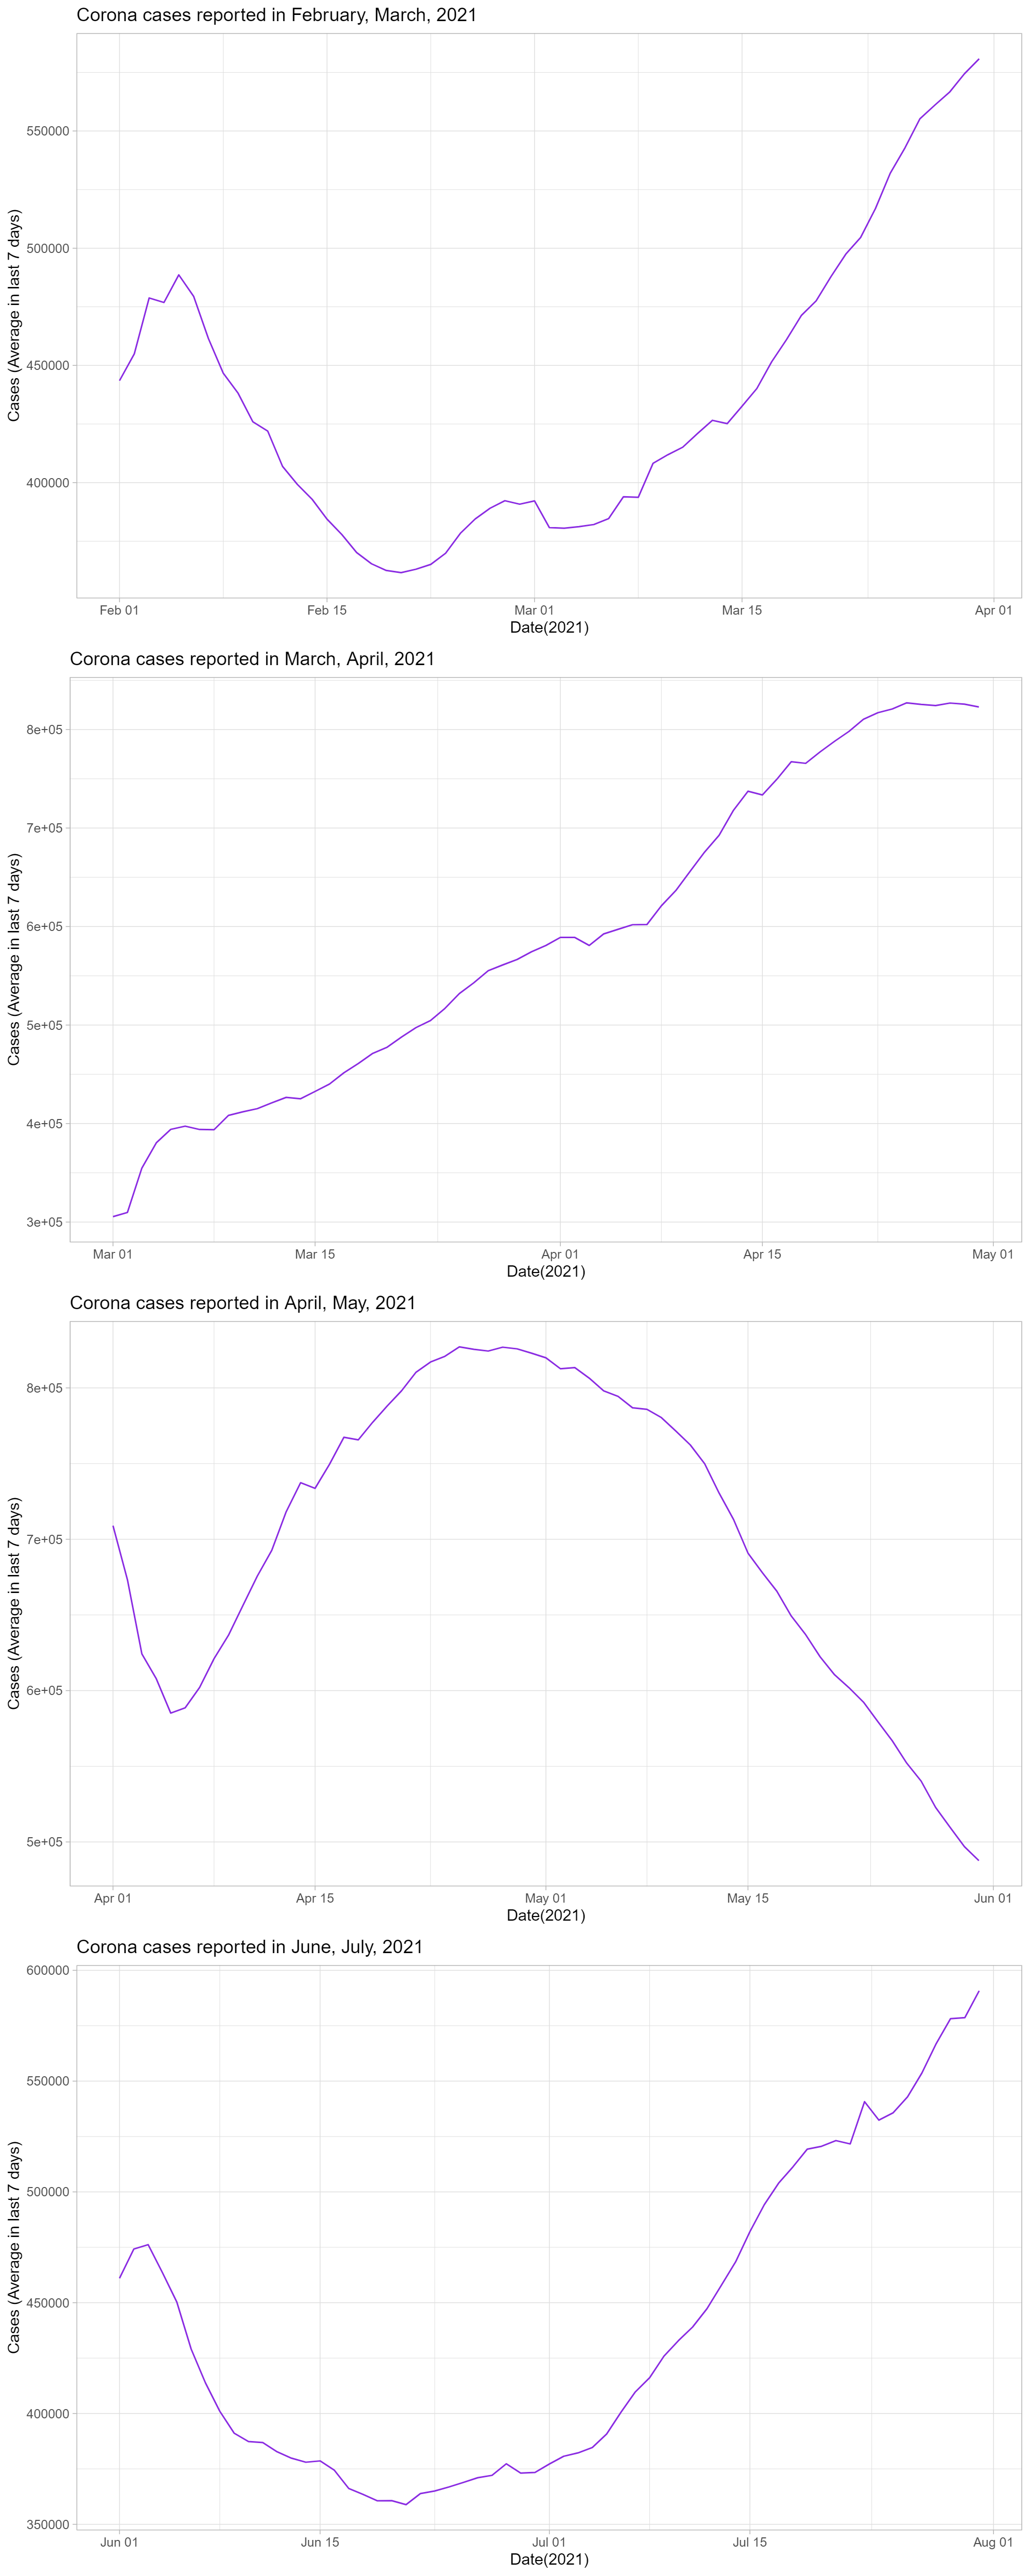 Corona cases reported in February, March, 2021
Cases (Average in last 7 days)
550000
500000
450000
400000
Feb 01
Feb 15
Mar 01
Mar 15
Apr 01
Date(2021)
Corona cases reported in March, April, 2021
Cases (Average in last 7 days)
8e+05
7e+05
6e+05
5e+05
4e+05
3e+05
Mar 01
Mar 15
Apr 01
Apr 15
May 01
Date(2021)
Corona cases reported in April, May, 2021
Cases (Average in last 7 days)
8e+05
7e+05
6e+05
5e+05
Apr 01
Apr 15
May 01
May 15
Jun 01
Date(2021)
Corona cases reported in June, July, 2021
Cases (Average in last 7 days)
600000
550000
500000
450000
400000
350000
Jun 01
Jun 15
Jul 01
Jul 15
Aug 01
Date(2021)